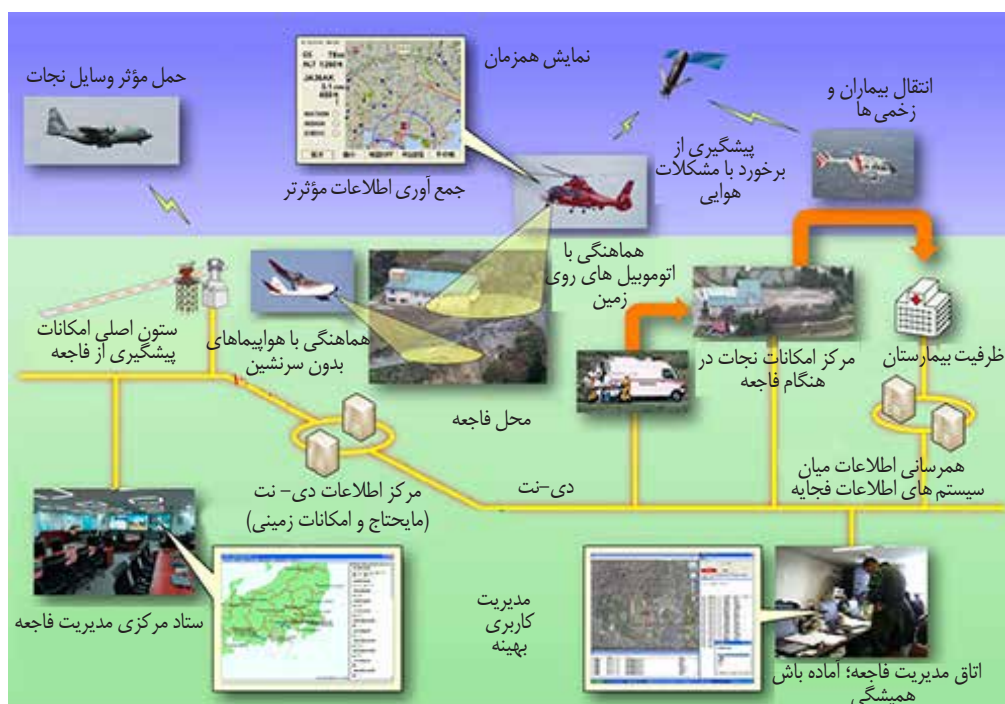 نمایش همزمان
حمل مؤثر وسایل نجات
انتقال بیماران و
زخمی ها
پیشگیری از
برخورد با مشکلات
هوایی
جمع آوری اطلاعات مؤثرتر
هماهنگی با
اتوموبیل های روی
زمین
ستون اصلی امکانات
پیشگیری از فاجعه
هماهنگی با هواپیماهای
بدون سرنشین
مرکز امکانات نجات در
هنگام فاجعه
ظرفیت بیمارستان
محل فاجعه
همرسانی اطلاعات میان
سیستم های اطلاعات فجایه
دی-نت
مرکز اطلاعات دی- نت
(مایحتاج و امکانات زمینی)
مدیریت
کاربری
بهینه
ستاد مرکزی مدیریت فاجعه
اتاق مدیریت فاجعه؛ آماده باش
همیشگی